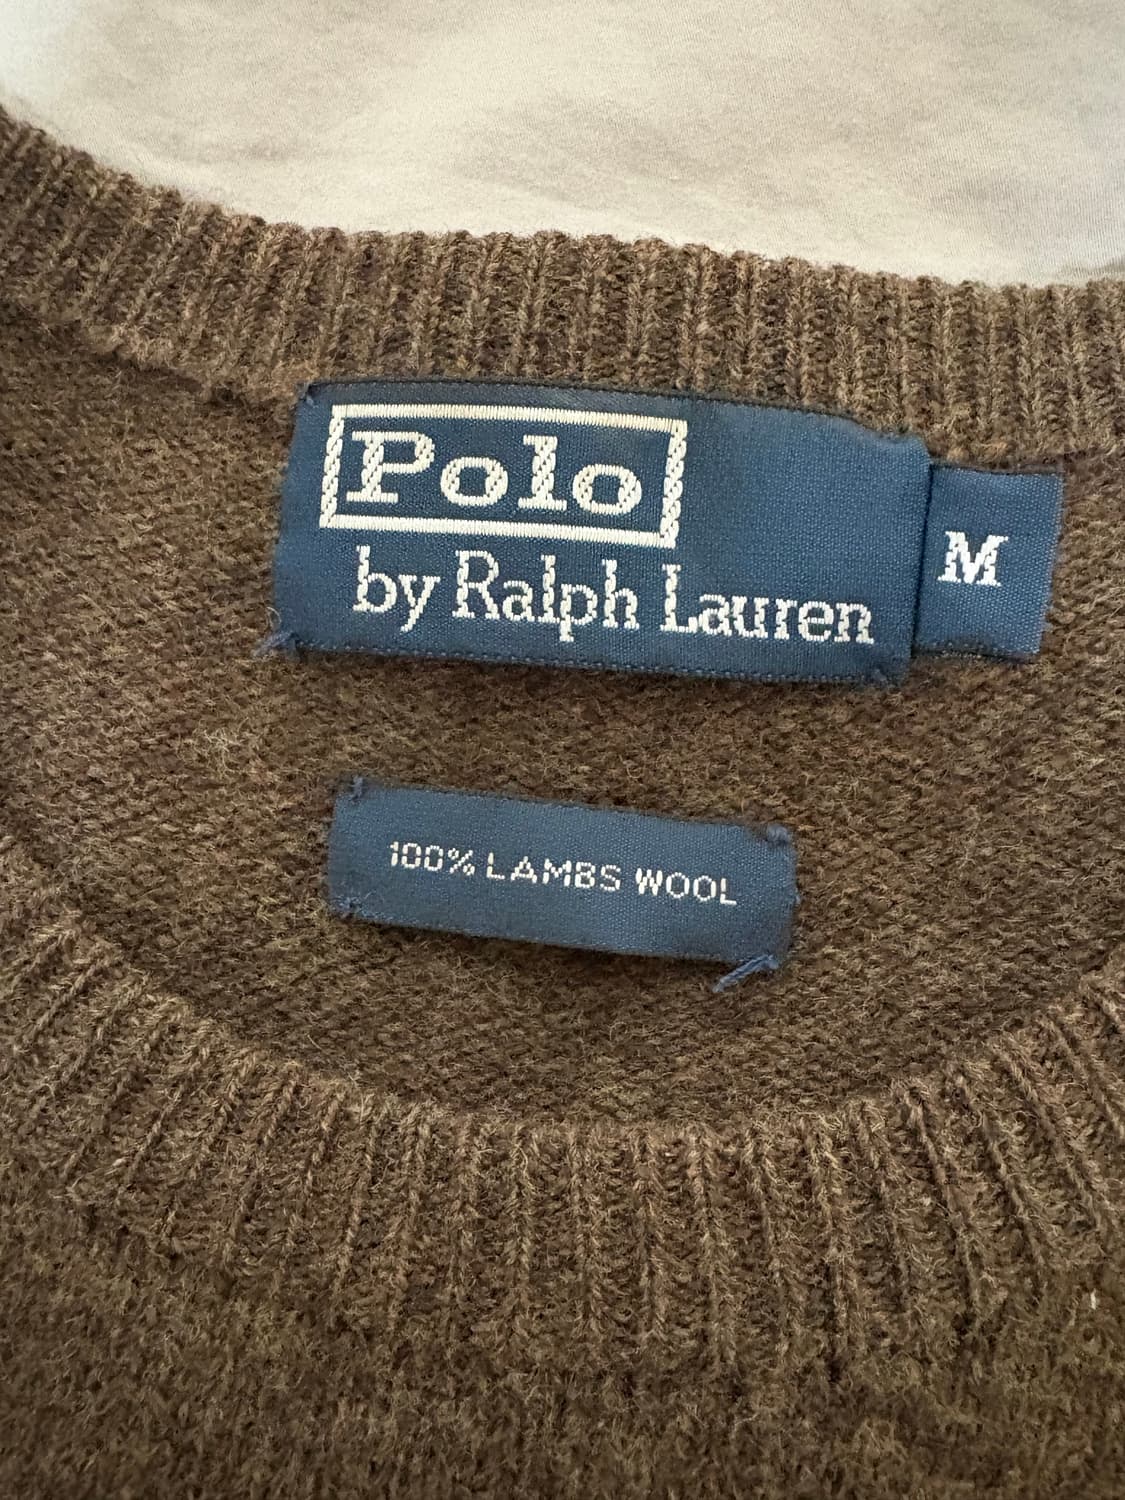 Polo
by Ralph Lauren
M
100% LAMBS WOOL